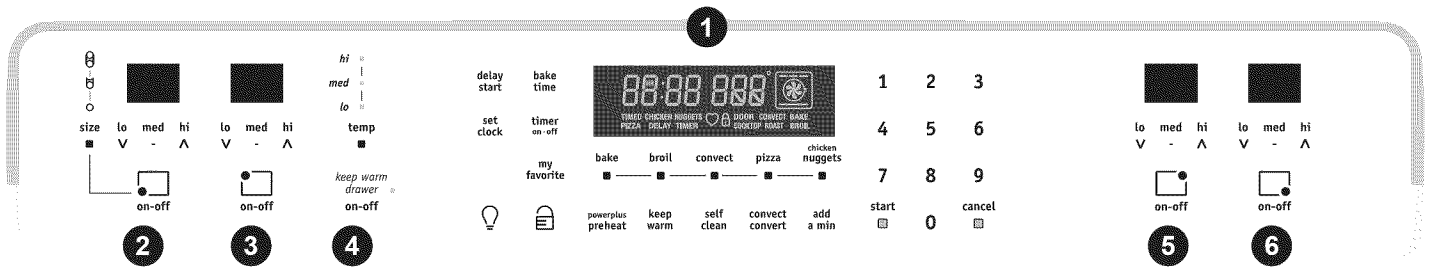 1
hi
med
lo
size
lo med hi
lo med hi
temp
on-off
on-off
keep warm
drawer
on-off
2
3
4
delay
start
bake
time
set
clock
timer
on-off
my
favorite
88:88 888°
TIMED CHICKEN NUGGETS DOOR CONVECT BAKE
PIZZA DELAY TIMER COOKTOP ROAST BROIL
bake broil convect pizza chicken
nuggets
powerplus
preheat
keep
warm
self
clean
convect
convert
add
a min
1 2 3
4 5 6
7 8 9
start
0
cancel
lo med hi
lo med hi
on-off
on-off
5
6